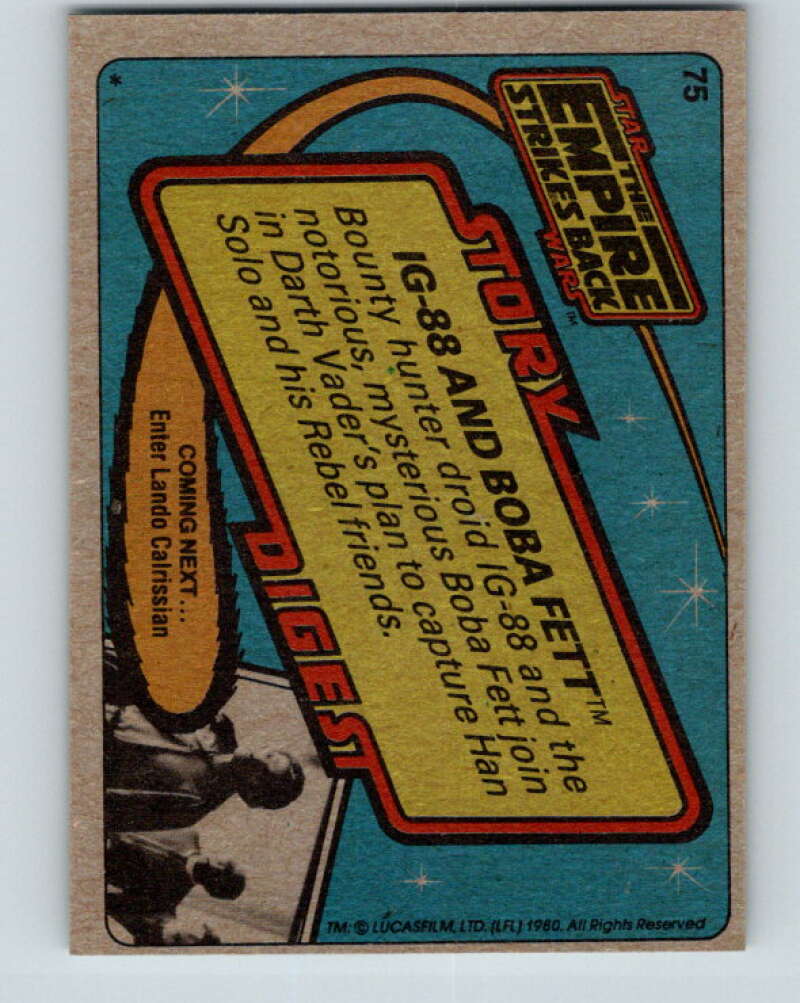 75
STAR
THE
EMPIRE
STRIKES BACK
WARS™
STORY
IG-88 AND BOBA FETT™
Bounty hunter droid IG-88 and the
notorious, mysterious Boba Fett join
in Darth Vader's plan to capture Han
Solo and his Rebel friends.
DIGEST
COMING NEXT...
Enter Lando Calrissian
*
TM: © LUCASFILM, LTD. (LFL) 1980. All Rights Reserved